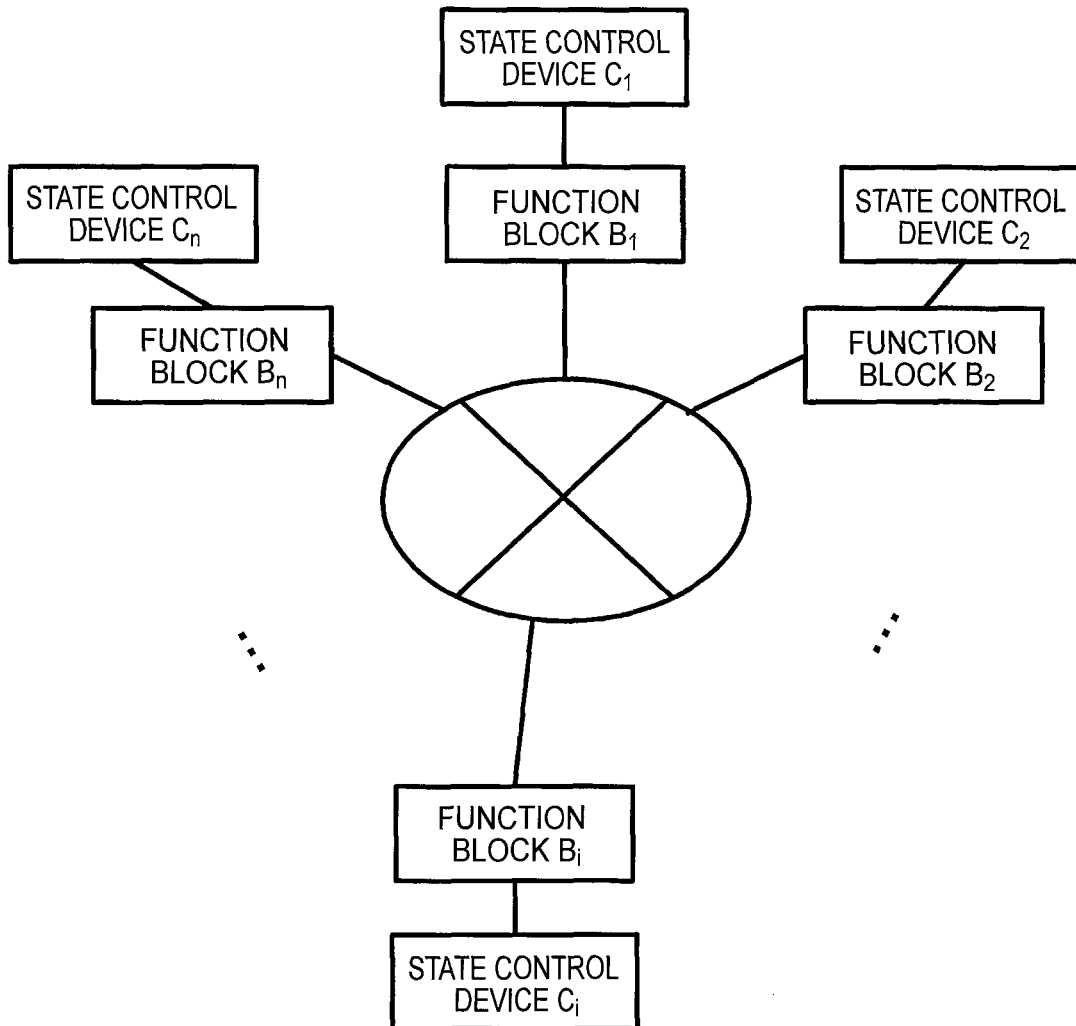 STATE CONTROL
DEVICE C₁
STATE CONTROL
DEVICE Cₙ
FUNCTION
BLOCK B₁
STATE CONTROL
DEVICE C₂
FUNCTION
BLOCK Bₙ
FUNCTION
BLOCK B₂
FUNCTION
BLOCK Bᵢ
STATE CONTROL
DEVICE Cᵢ